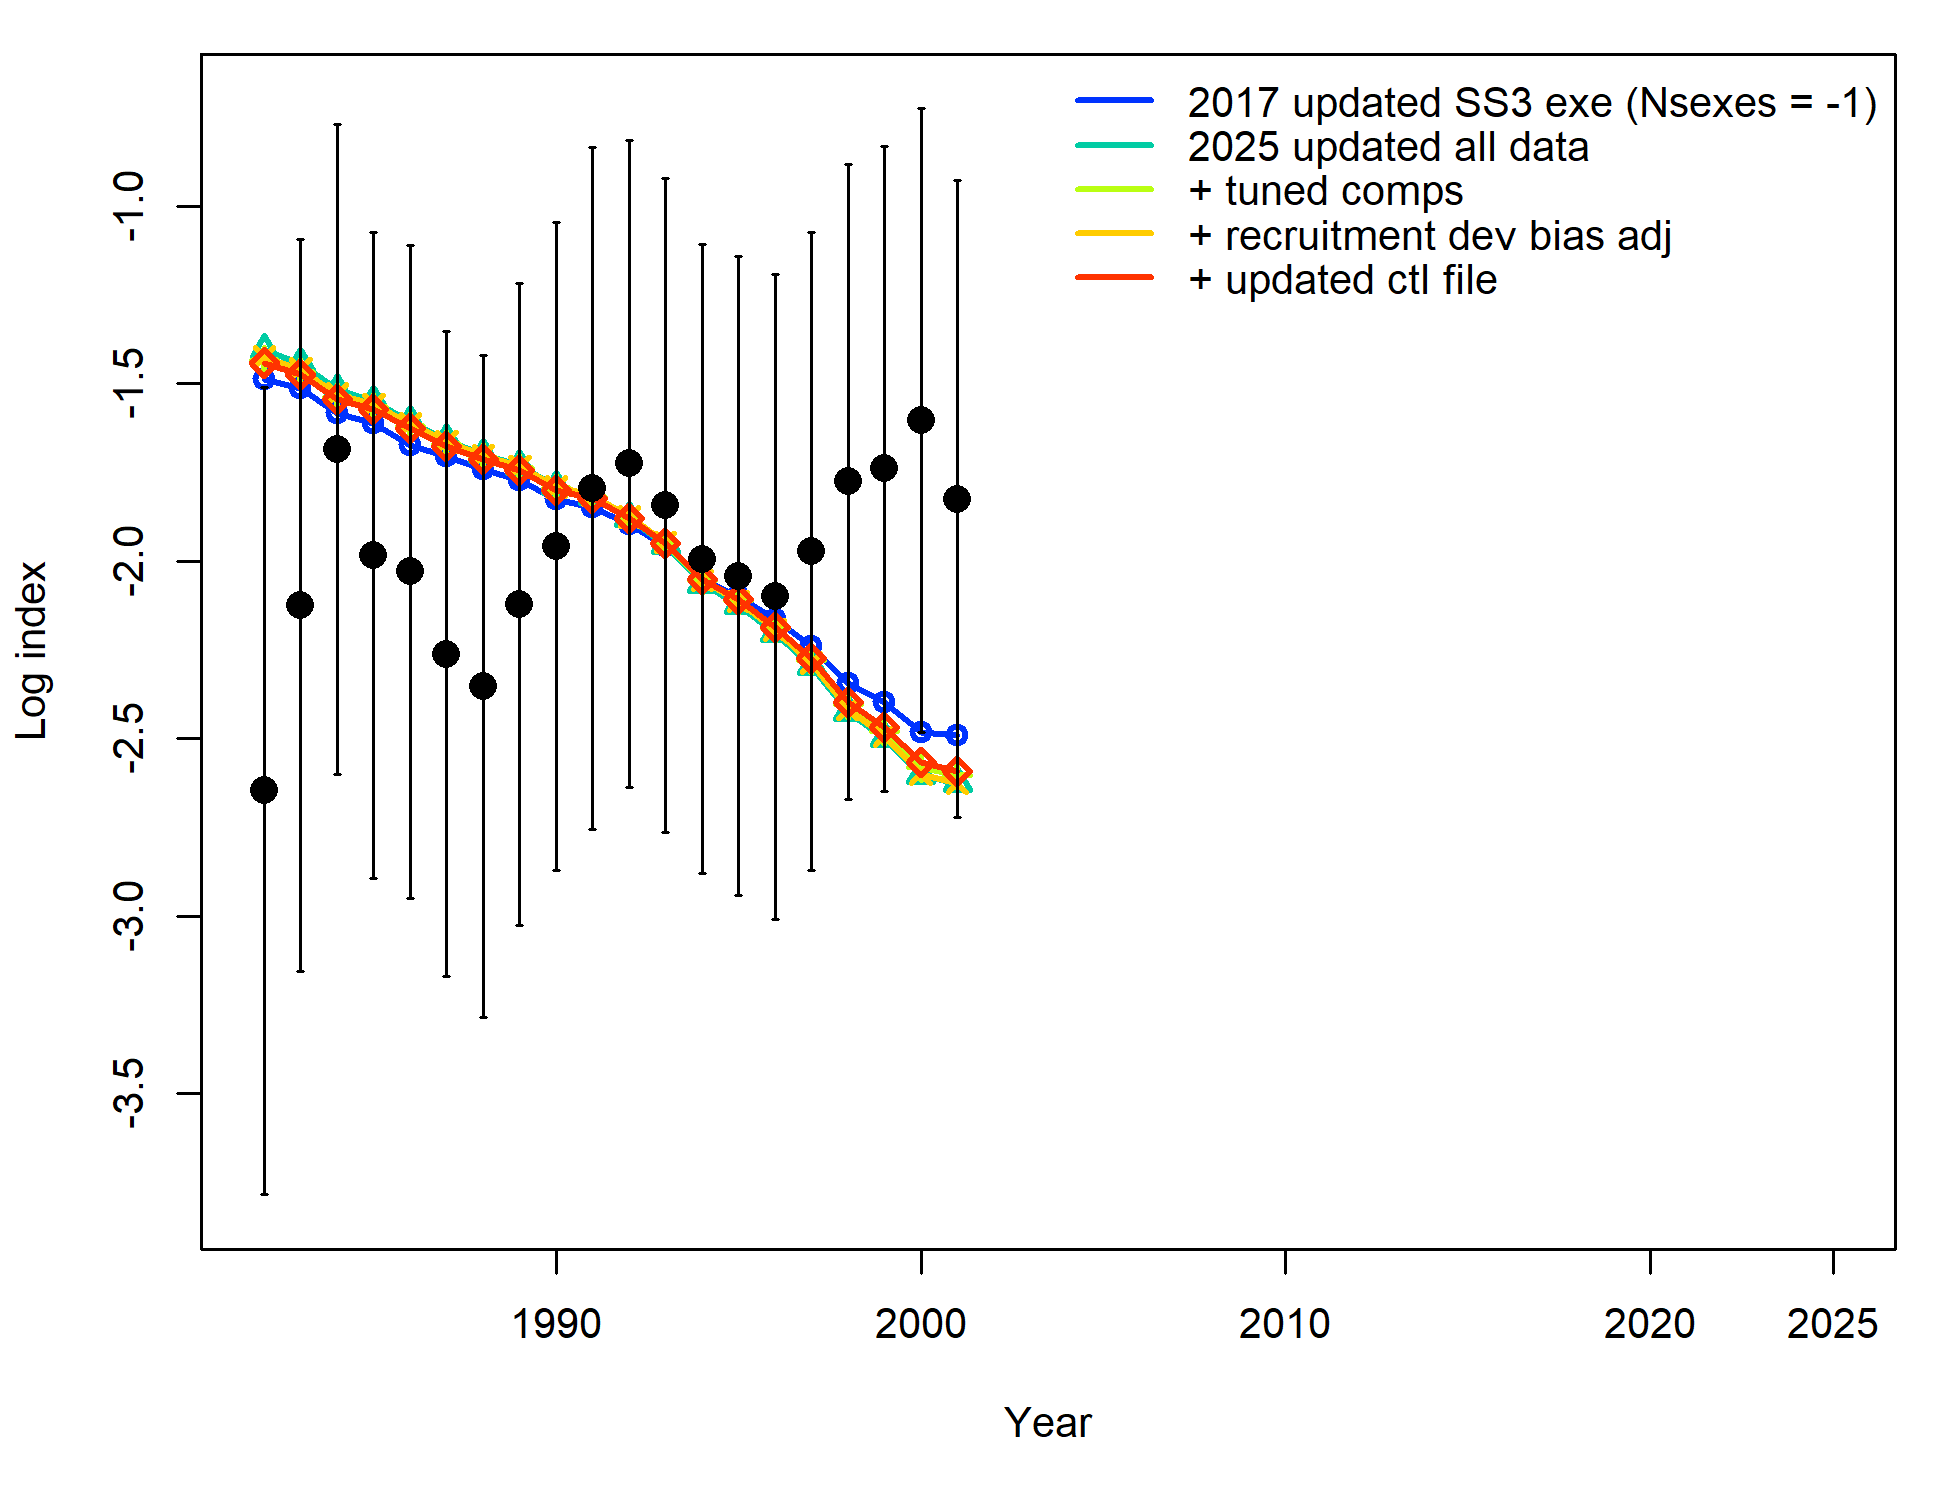 2017 updated SS3 exe (Nsexes = -1)
2025 updated all data
+ tuned comps
+ recruitment dev bias adj
+ updated ctl file
Log index
-1.0
-1.5
-2.0
-2.5
-3.0
-3.5
1990 2000 2010 2020 2025
Year